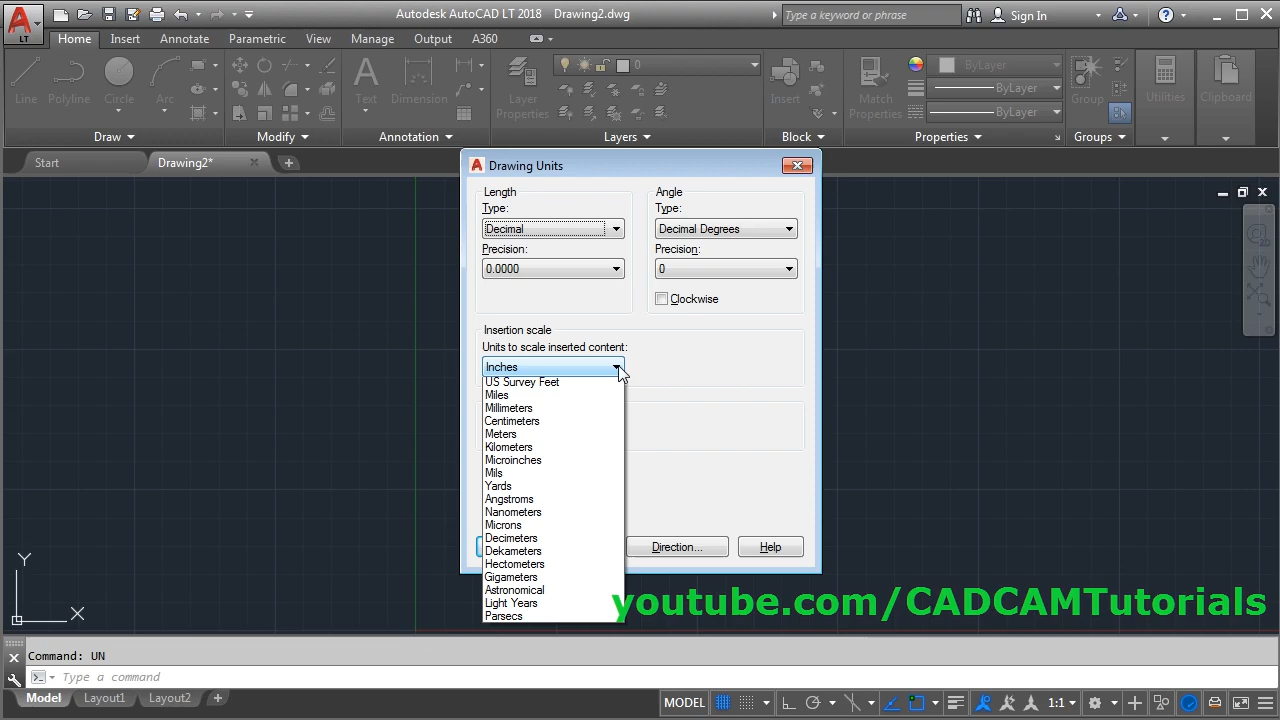 LT
Autodesk AutoCAD LT 2018 Drawing2.dwg
Type a keyword or phrase
Sign In
Home Insert Annotate Parametric View Manage Output A360
Line Polyline Circle Arc
Text Dimension
Layer Properties
0
Insert
Match Properties
ByLayer
ByLayer
ByLayer
Group
Utilities
Clipboard
Draw Modify Annotation Layers Block Properties Groups
Start Drawing2*
Drawing Units
Length
Type:
Decimal
Precision:
0.0000
Angle
Type:
Decimal Degrees
Precision:
0
Clockwise
Insertion scale
Units to scale inserted content:
Inches
US Survey Feet
Miles
Millimeters
Centimeters
Meters
Kilometers
Microinches
Mils
Yards
Angstroms
Nanometers
Microns
Decimeters
Dekameters
Hectometers
Gigameters
Astronomical
Light Years
Parsecs
Direction... Help
Y
X
youtube.com/CADCAMTutorials
Command: UN
Type a command
Model Layout1 Layout2
MODEL 1:1